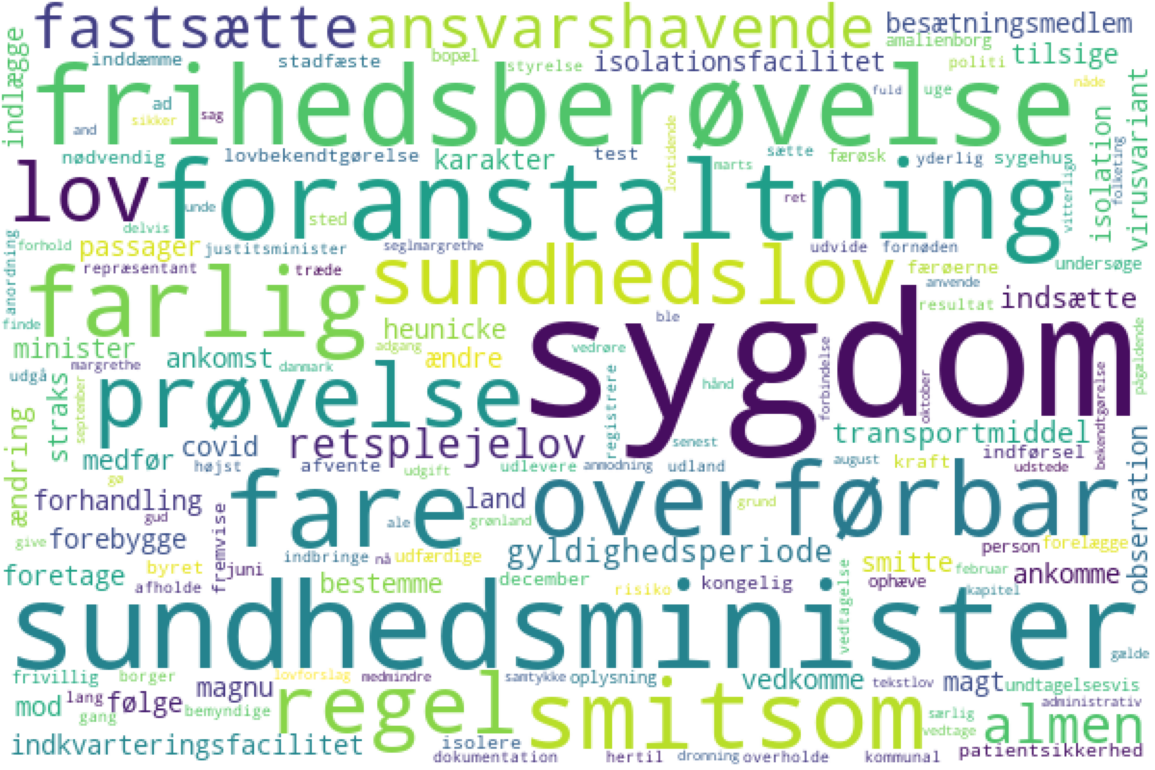 fastsætte ansvarshavende besætningsmedlem
indlægge inddæmme stadfæste bopæl styrelse isolationsfacilitet amalienborg politi tilsige
frihedsberøvelse
ad and sikker sag fuld uge nåde
nødvendig lovbekendtgørelse karakter test lovtidende marts sætte færøsk yderlig sygehus isolation folketing virusvariant
lov foranstaltning
unde delvis sted ret vitterlig
forhold passager justitsminister seglmargrethe udvide fornøden
anordning repræsentant træde sundhedslov færøerne anvende undersøge
farlig sygdom resultat indsætte
finde heunicke ble
minister ankomst adgang ændre vedrøre pågældende
udgå margrethe danmark hånd forbindelse
straks september prøvelse registrere oktober bekendtgørelse
ændring covid retsplejelov senest transportmiddel
medfør højst afvente udgift udlevere anmodning udland august kraft indførsel udstede observation
gø forhandling fare land overførbar
gud fremvise ale grønland grund
give forebygge indbringe nå udfærdige gyldighedsperiode smitte person forelægge
foretage byret juni bestemme december kongelig ophæve februar ankomme
afholde risiko vedtagelse kapitel
sundhedsminister
gælde
frivillig borger lovforslag medmindre samtykke oplysning vedkomme tekstlov magt undtagelsesvis
mod lang følge magnu regel smitsom administrativ
gang bemyndige særlig vedtage almen
indkvarteringsfacilitet isolere patientsikkerhed
dokumentation hertil dronning overholde kommunal